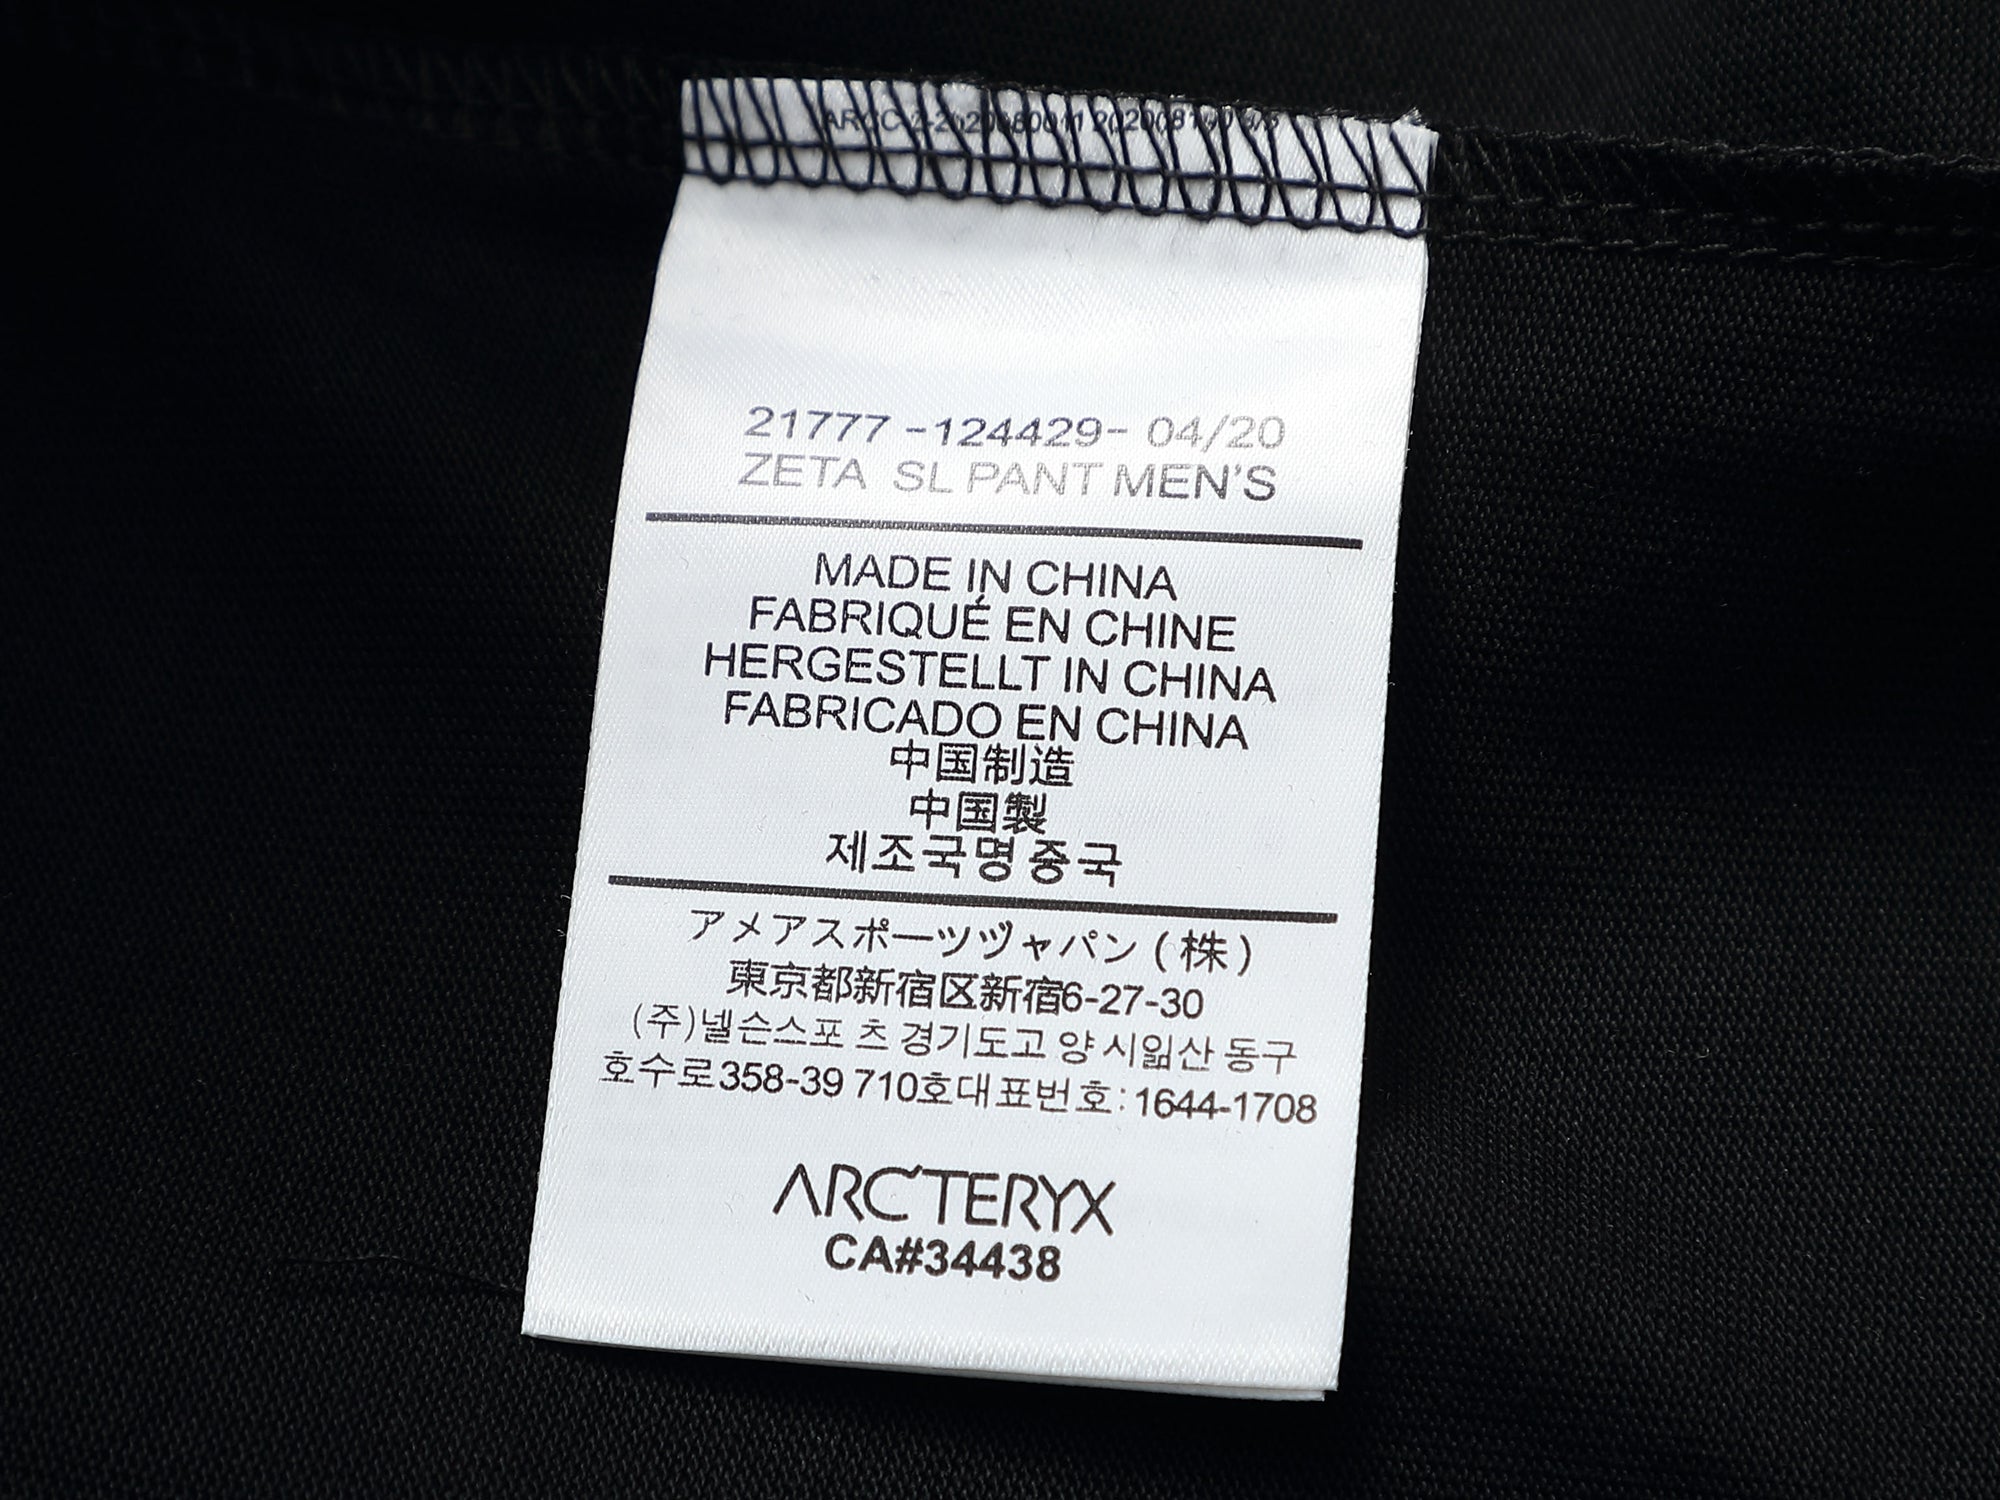 21777 -124429- 04/20
ZETA SL PANT MEN'S
MADE IN CHINA
FABRIQUÉ EN CHINE
HERGESTELLT IN CHINA
FABRICADO EN CHINA
中国制造
中国製
제조국명 중국
アメアスポーツヅャパン (株)
東京都新宿区新宿6-27-30
(주)넬슨스포 츠 경기도고 양 시잃산 동구
호수로358-39 710호대표번호:1644-1708
ARC'TERYX
CA#34438